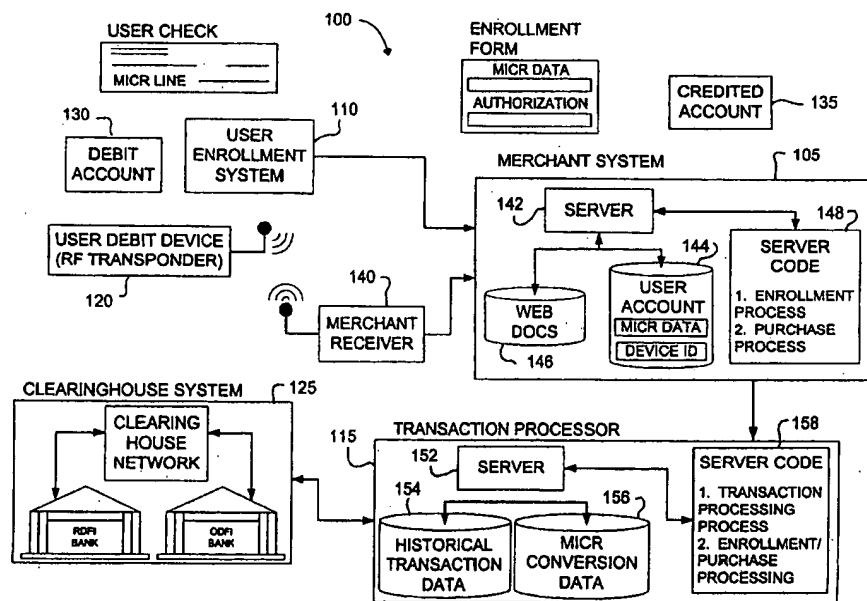 USER CHECK
MICR LINE
100
ENROLLMENT
FORM
MICR DATA
AUTHORIZATION
CREDITED
ACCOUNT
135
130
DEBIT
ACCOUNT
110
USER
ENROLLMENT
SYSTEM
MERCHANT SYSTEM
105
142
SERVER
148
SERVER
CODE
1. ENROLLMENT
PROCESS
2. PURCHASE
PROCESS
144
USER
ACCOUNT
MICR DATA
DEVICE ID
WEB
DOCS
146
USER DEBIT DEVICE
(RF TRANSPONDER)
120
140
MERCHANT
RECEIVER
CLEARINGHOUSE SYSTEM
125
CLEARING
HOUSE
NETWORK
RDFI
BANK
ODFI
BANK
TRANSACTION PROCESSOR
115
152
SERVER
154
HISTORICAL
TRANSACTION
DATA
156
MICR
CONVERSION
DATA
158
SERVER CODE
1. TRANSACTION
PROCESSING
PROCESS
2. ENROLLMENT/
PURCHASE
PROCESSING